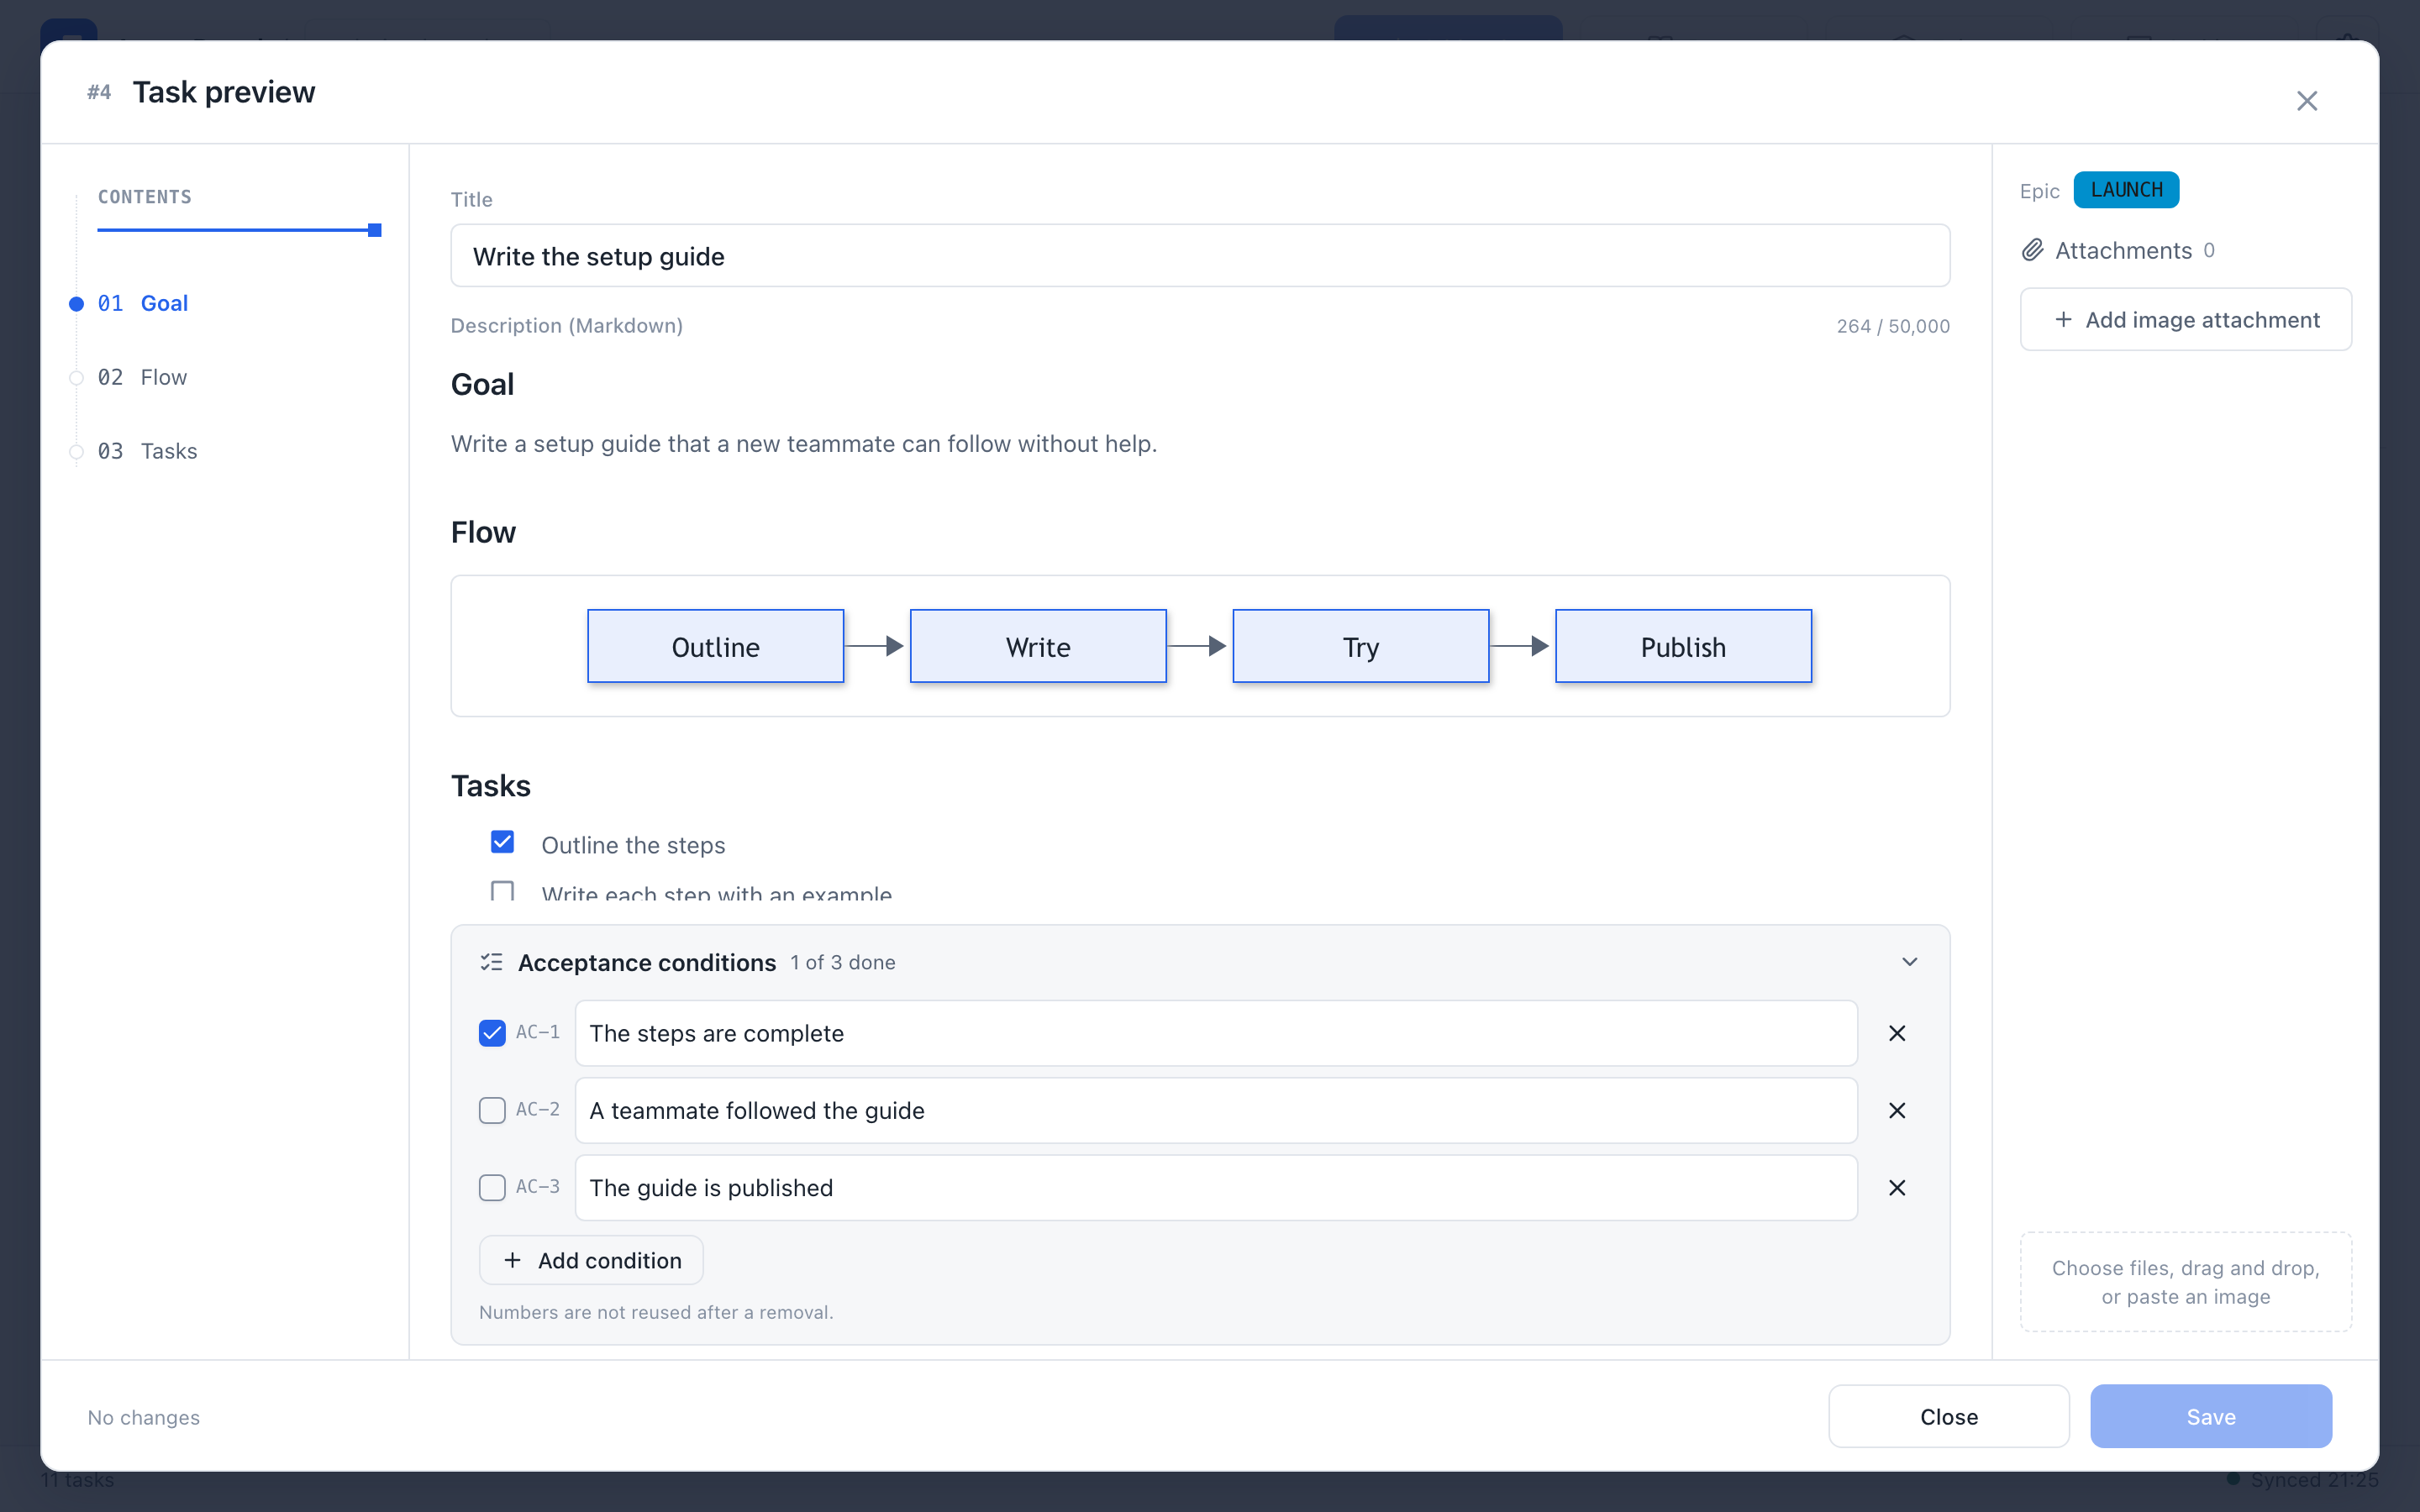 #4 Task preview
CONTENTS
01 Goal
02 Flow
03 Tasks
Title
Write the setup guide
Description (Markdown) 264 / 50,000
Goal
Write a setup guide that a new teammate can follow without help.
Flow
Outline Write Try Publish
Tasks
Outline the steps
Write each step with an example
Acceptance conditions 1 of 3 done
AC-1 The steps are complete
AC-2 A teammate followed the guide
AC-3 The guide is published
+ Add condition
Numbers are not reused after a removal.
Epic LAUNCH
Attachments 0
+ Add image attachment
Choose files, drag and drop,
or paste an image
No changes
Close
Save
11 tasks
Synced 21:25